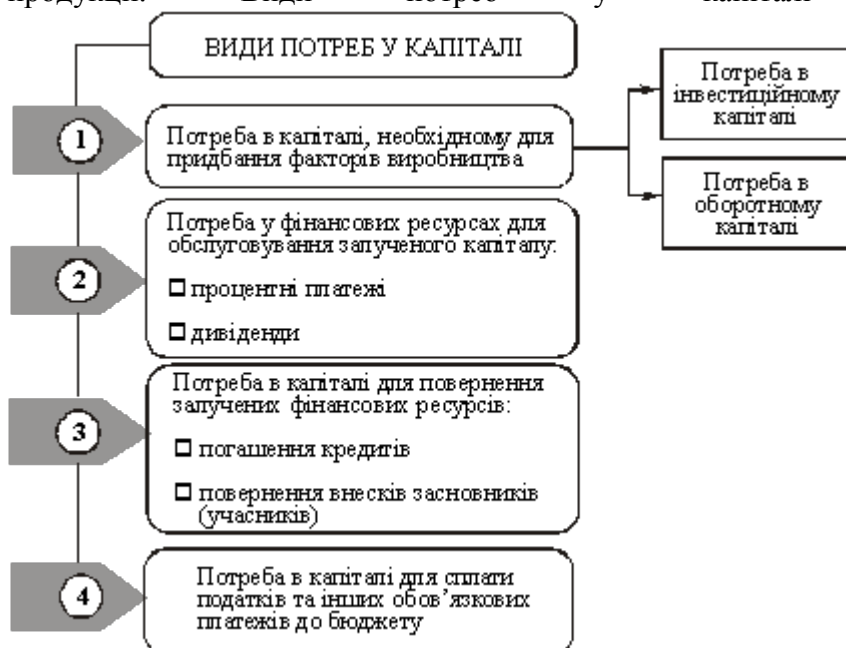 продукції. Види потреб у капіталі
ВИДИ ПОТРЕБ У КАПІТАЛІ
1
Потреба в капіталі, необхідному для
придбання факторів виробництва
Потреба в
інвестиційному
капіталі
Потреба в
оборотному
капіталі
2
Потреба у фінансових ресурсах для
обслуговування залученого капіталу:
процентні платежі
дивіденди
3
Потреба в капіталі для повернення
залучених фінансових ресурсів:
погашення кредитів
повернення внесків засновників
(учасників)
4
Потреба в капіталі для сплати
податків та інших обов’язкових
платежів до бюджету